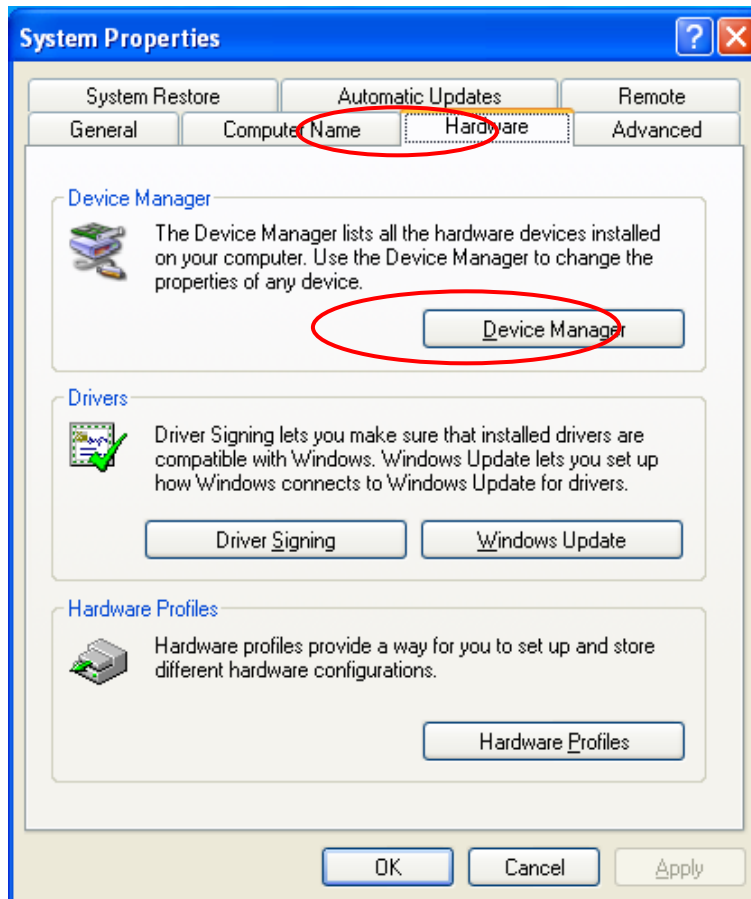 System Properties
System Restore Automatic Updates Remote
General Computer Name Hardware Advanced
Device Manager
The Device Manager lists all the hardware devices installed
on your computer. Use the Device Manager to change the
properties of any device.
Device Manager
Drivers
Driver Signing lets you make sure that installed drivers are
compatible with Windows. Windows Update lets you set up
how Windows connects to Windows Update for drivers.
Driver Signing Windows Update
Hardware Profiles
Hardware profiles provide a way for you to set up and store
different hardware configurations.
Hardware Profiles
OK Cancel Apply